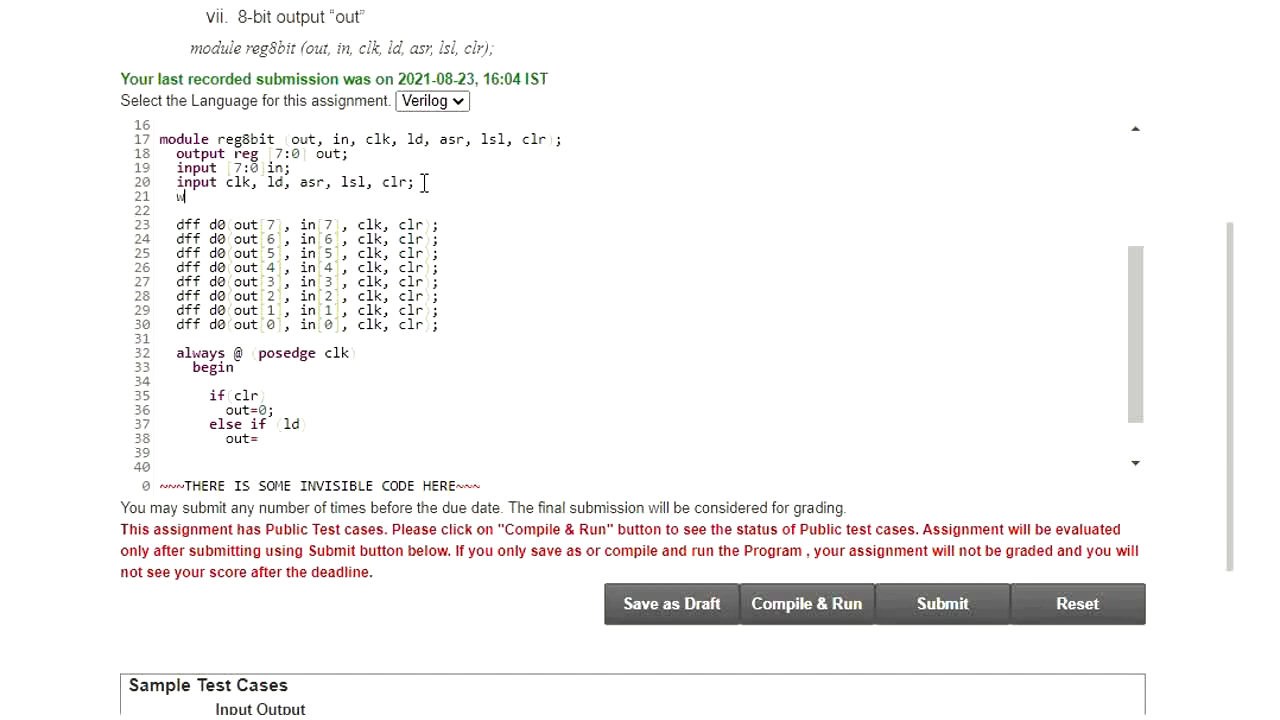 vii. 8-bit output “out”
module reg8bit (out, in, clk, ld, asr, lsl, clr);
Your last recorded submission was on 2021-08-23, 16:04 IST
Select the Language for this assignment. Verilog
16
17 module reg8bit (out, in, clk, ld, asr, lsl, clr);
18 output reg [7:0] out;
19 input [7:0]in;
20 input clk, ld, asr, lsl, clr;
21 w
22
23 dff d0(out[7], in[7], clk, clr);
24 dff d0(out[6], in[6], clk, clr);
25 dff d0(out[5], in[5], clk, clr);
26 dff d0(out[4], in[4], clk, clr);
27 dff d0(out[3], in[3], clk, clr);
28 dff d0(out[2], in[2], clk, clr);
29 dff d0(out[1], in[1], clk, clr);
30 dff d0(out[0], in[0], clk, clr);
31
32 always @ (posedge clk)
33 begin
34
35 if(clr)
36 out=0;
37 else if (ld)
38 out=
39
40
0 ~~~THERE IS SOME INVISIBLE CODE HERE~~~
You may submit any number of times before the due date. The final submission will be considered for grading.
This assignment has Public Test cases. Please click on "Compile & Run" button to see the status of Public test cases. Assignment will be evaluated
only after submitting using Submit button below. If you only save as or compile and run the Program , your assignment will not be graded and you will
not see your score after the deadline.
Save as Draft Compile & Run Submit Reset
Sample Test Cases
Input Output